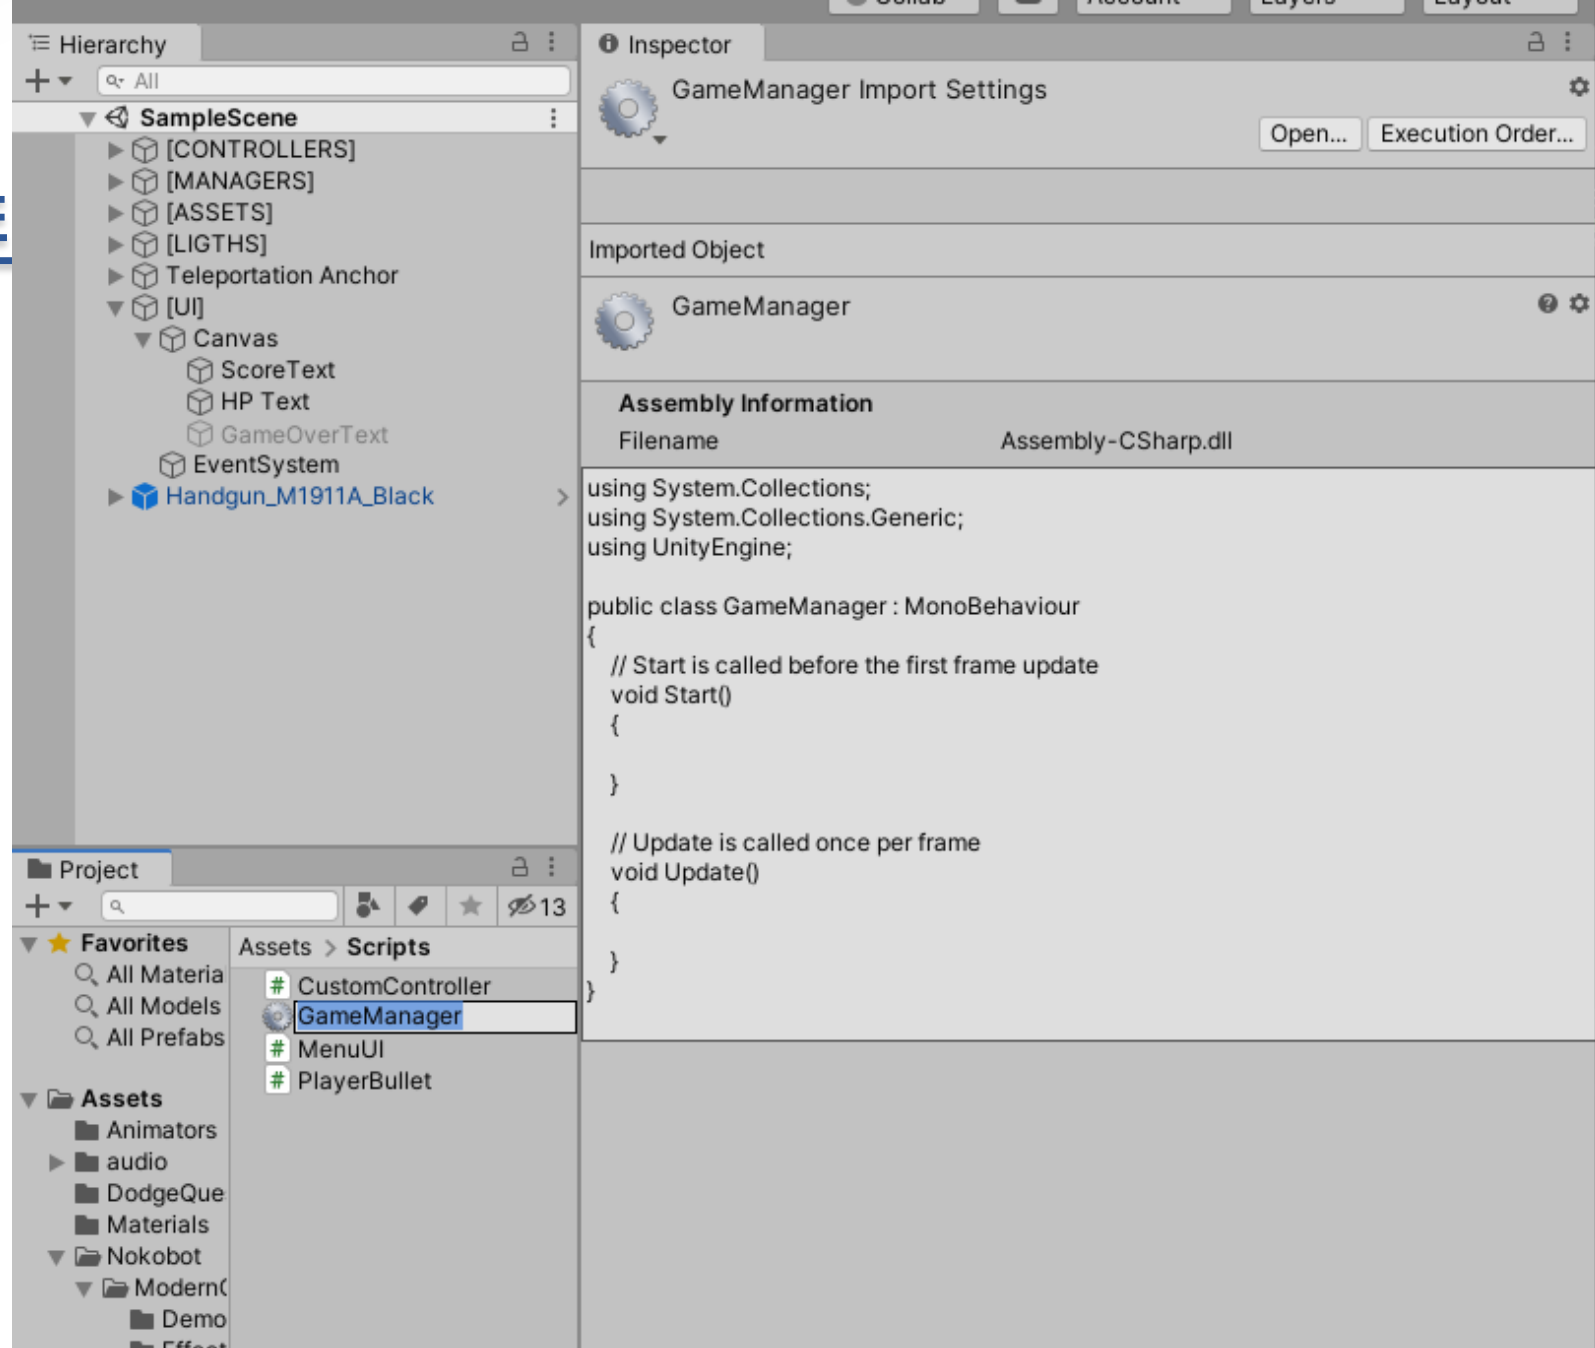 Hierarchy
All
SampleScene
[CONTROLLERS]
[MANAGERS]
[ASSETS]
[LIGTHS]
Teleportation Anchor
[UI]
Canvas
ScoreText
HP Text
GameOverText
EventSystem
Handgun_M1911A_Black
Project
13
Favorites
All Materia
All Models
All Prefabs
Assets
Animators
audio
DodgeQue
Materials
Nokobot
Modern
Demo
Assets > Scripts
CustomController
GameManager
MenuUI
PlayerBullet
Inspector
GameManager Import Settings
Open... Execution Order...
Imported Object
GameManager
Assembly Information
Filename Assembly-CSharp.dll
using System.Collections;
using System.Collections.Generic;
using UnityEngine;
public class GameManager : MonoBehaviour
{
// Start is called before the first frame update
void Start()
{
}
// Update is called once per frame
void Update()
{
}
}